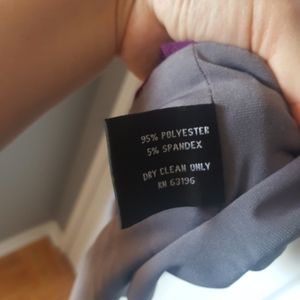 95% POLYESTER
5% SPANDEX
DRY CLEAN ONLY
RN 63196